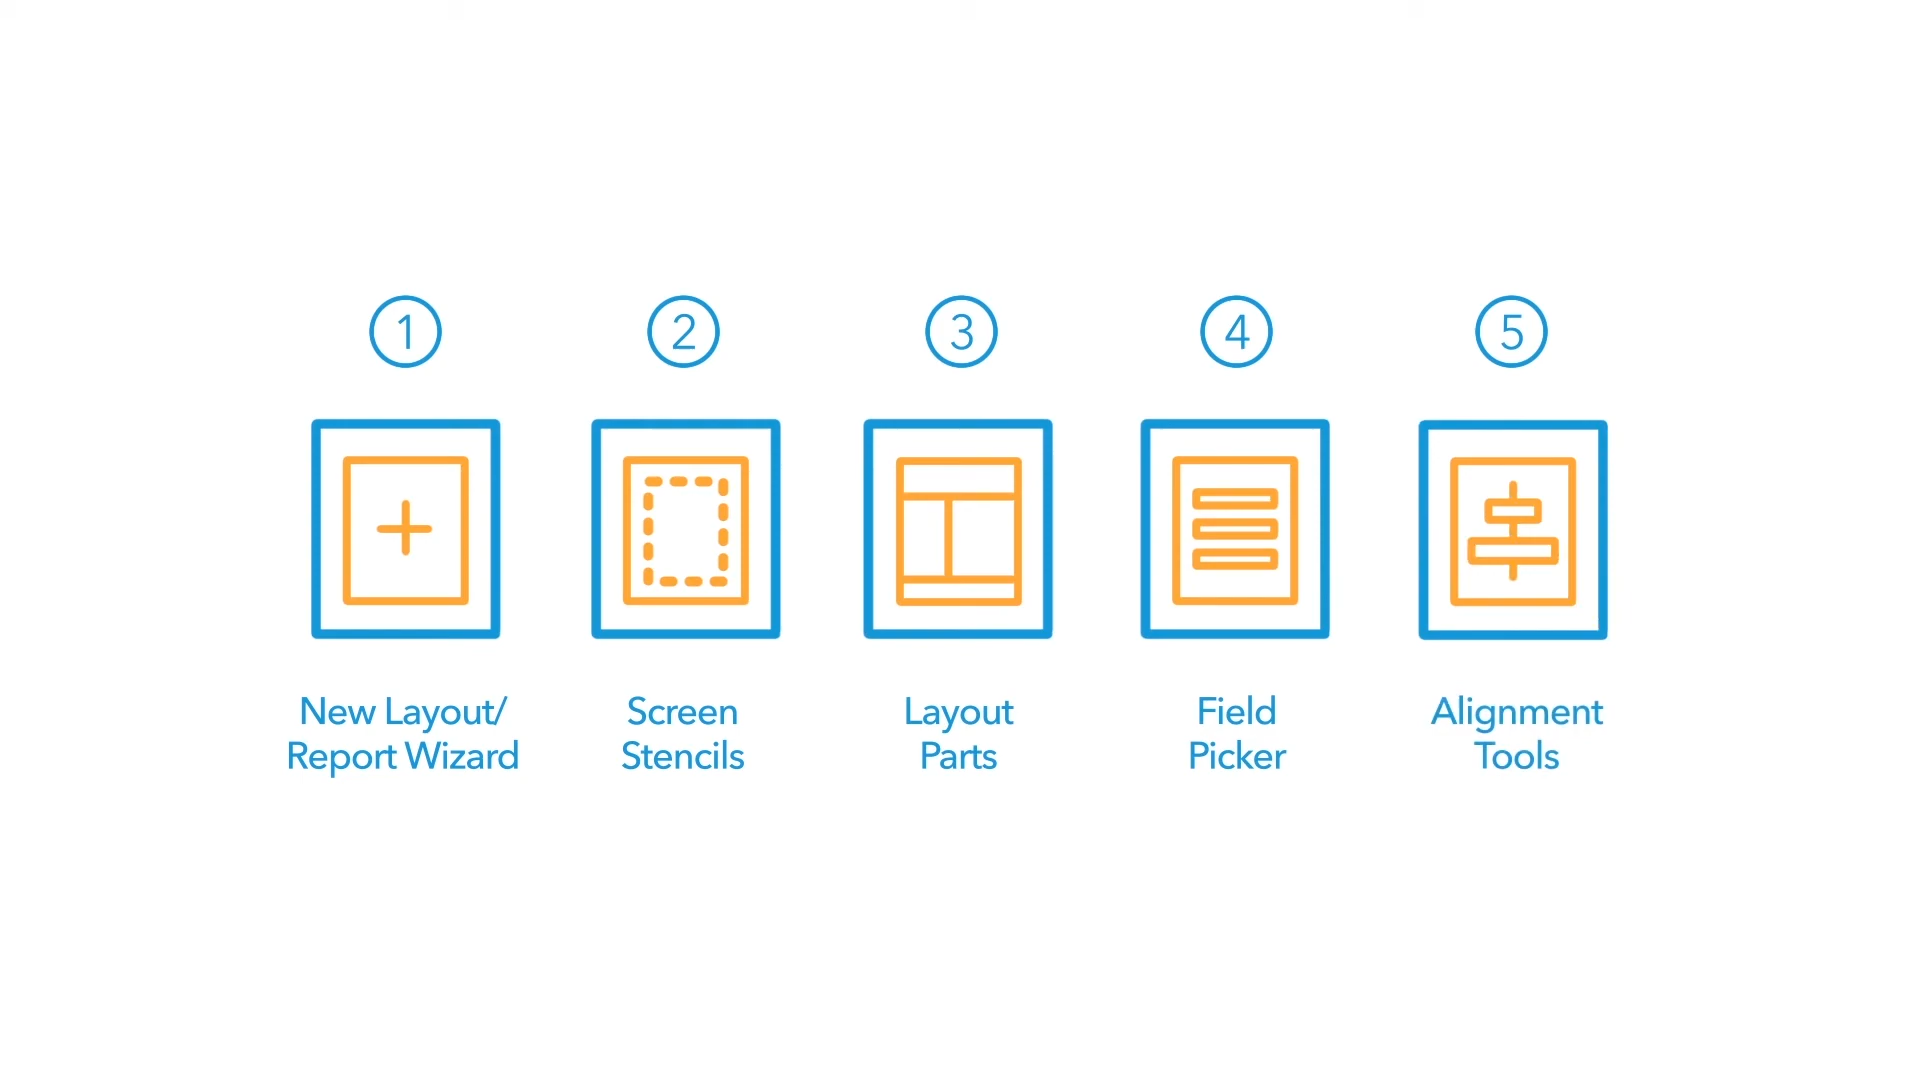 1
2
3
4
5
New Layout/
Report Wizard
Screen
Stencils
Layout
Parts
Field
Picker
Alignment
Tools